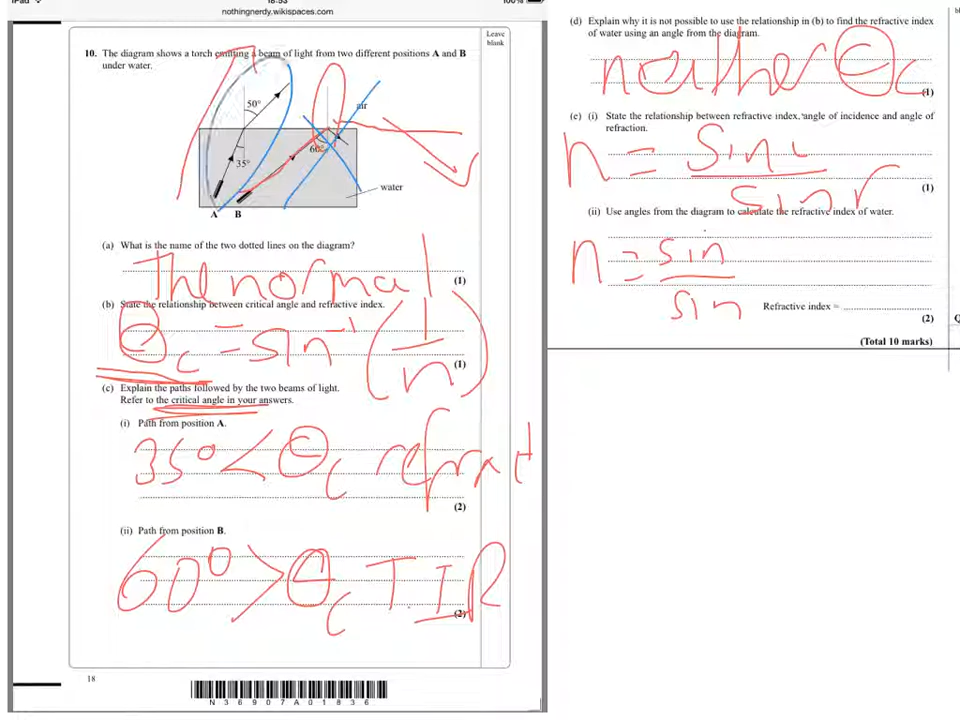 iPad
18:53
100%
nothingnerdy.wikispaces.com
Leave
blank
10. The diagram shows a torch emitting a beam of light from two different positions A and B
under water.
50°
air
60°
35°
water
A B
(a) What is the name of the two dotted lines on the diagram?
The normal
(1)
(b) State the relationship between critical angle and refractive index.
θc = sin⁻¹ (1/n)
(1)
(c) Explain the paths followed by the two beams of light.
Refer to the critical angle in your answers.
(i) Path from position A.
35° < θc refract
(2)
(ii) Path from position B.
60° > θc T.I.R
(2)
18
N36907A01836
(d) Explain why it is not possible to use the relationship in (b) to find the refractive index
of water using an angle from the diagram.
neither θc
(1)
(e) (i) State the relationship between refractive index, angle of incidence and angle of
refraction.
n = sin i
sin r
(1)
(ii) Use angles from the diagram to calculate the refractive index of water.
n = sin
sin
Refractive index =
(2)
(Total 10 marks)